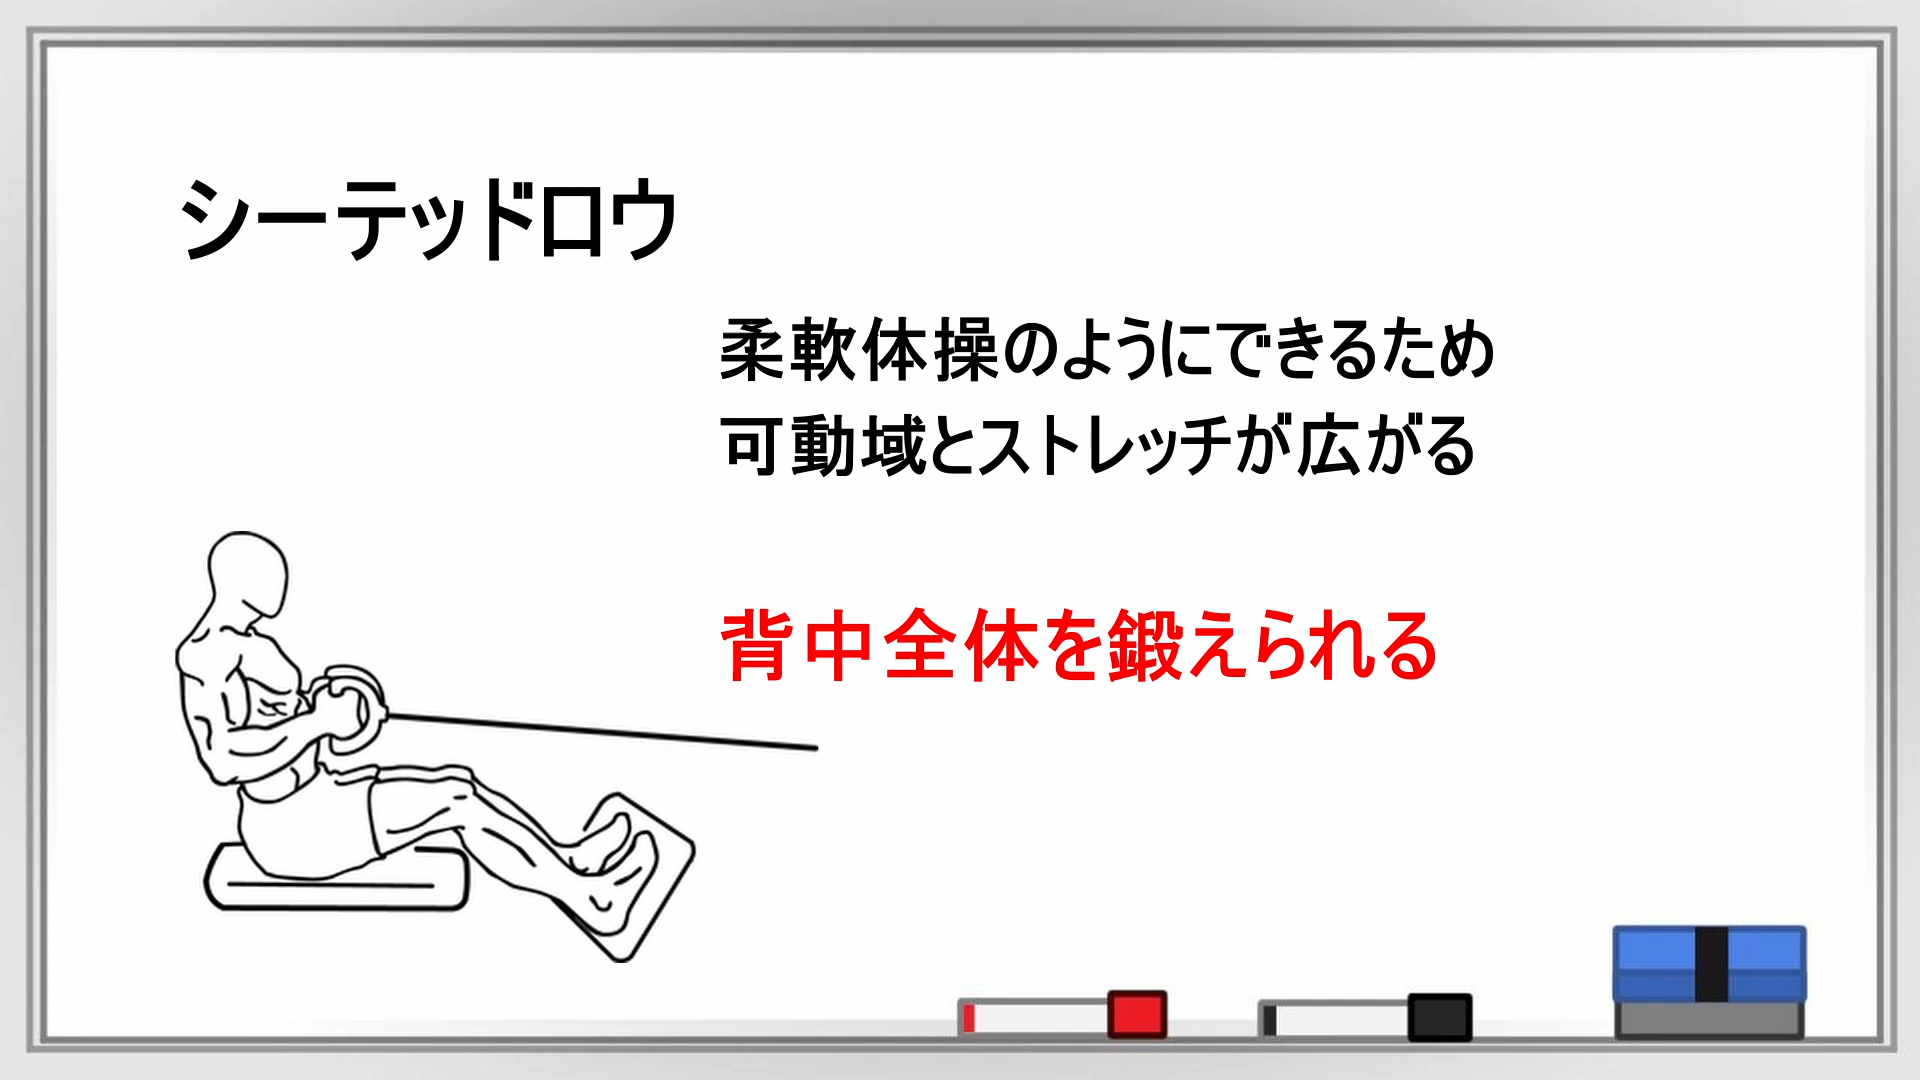 シーテッドロウ
柔軟体操のようにできるため
可動域とストレッチが広がる
背中全体を鍛えられる